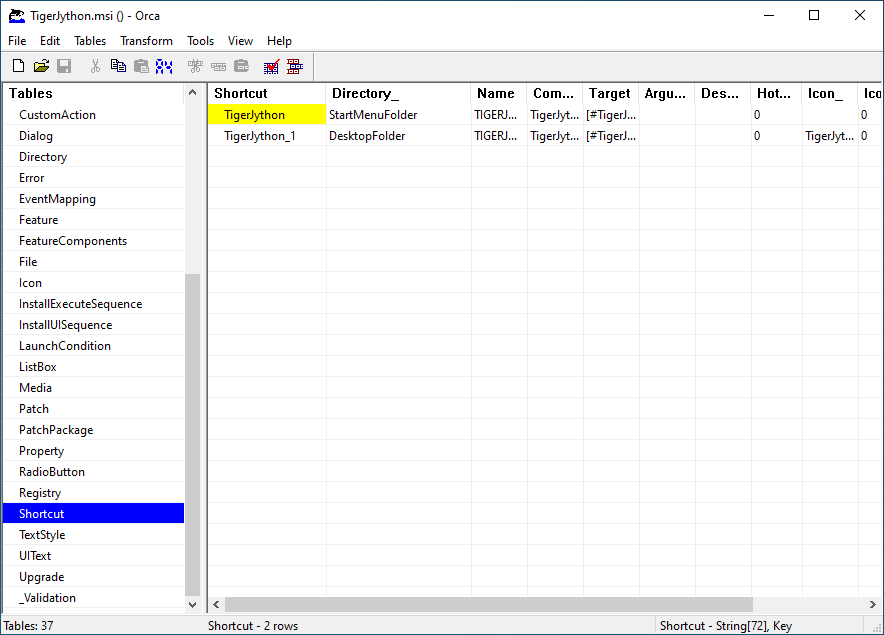 TigerJython.msi () - Orca
File Edit Tables Transform Tools View Help
Tables
CustomAction
Dialog
Directory
Error
EventMapping
Feature
FeatureComponents
File
Icon
InstallExecuteSequence
InstallUISequence
LaunchCondition
ListBox
Media
Patch
PatchPackage
Property
RadioButton
Registry
Shortcut
TextStyle
UIText
Upgrade
_Validation
Shortcut Directory_ Name Com... Target Argu... Des... Hot... Icon_ Ico
TigerJython StartMenuFolder TIGERJ... TigerJyt... [#TigerJ... 0 0
TigerJython_1 DesktopFolder TIGERJ... TigerJyt... [#TigerJ... 0 TigerJyt... 0
Tables: 37 Shortcut - 2 rows Shortcut - String[72], Key